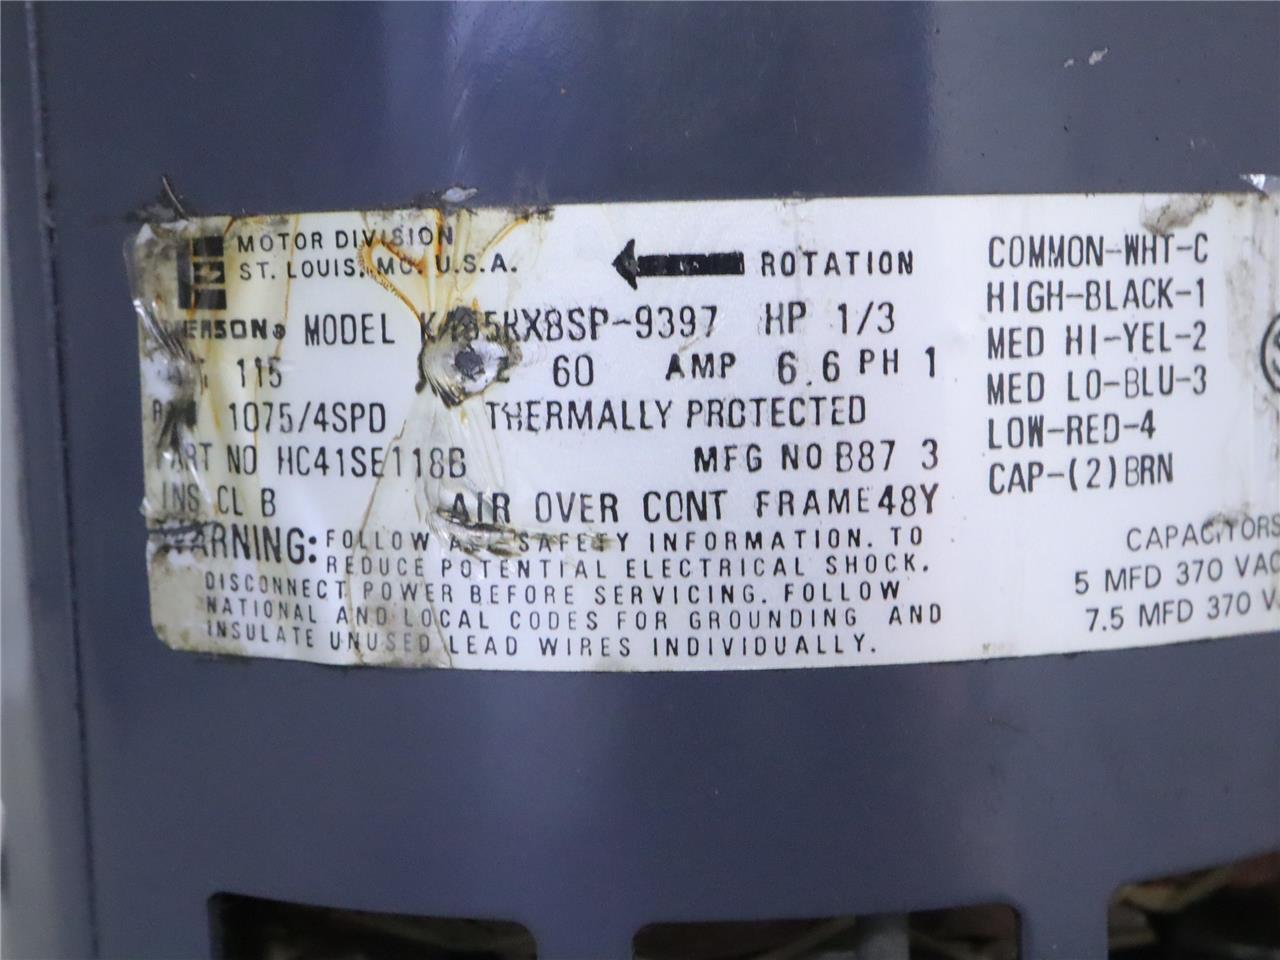 MOTOR DIVISION
ST. LOUIS, MO. U.S.A.
ROTATION
MODEL HP 1/3
115 60 AMP 6.6 PH 1
1075/4SPD THERMALLY PROTECTED
PART NO HC41SE118B MFG NO B87 3
INS CL B AIR OVER CONT FRAME 48Y
WARNING: FOLLOW ALL SAFETY INFORMATION. TO
REDUCE POTENTIAL ELECTRICAL SHOCK.
DISCONNECT POWER BEFORE SERVICING. FOLLOW
NATIONAL AND LOCAL CODES FOR GROUNDING AND
INSULATE UNUSED LEAD WIRES INDIVIDUALLY.
COMMON-WHT-C
HIGH-BLACK-1
MED HI-YEL-2
MED LO-BLU-3
LOW-RED-4
CAP-(2)BRN
CAPACITORS
5 MFD 370 VAC
7.5 MFD 370 V